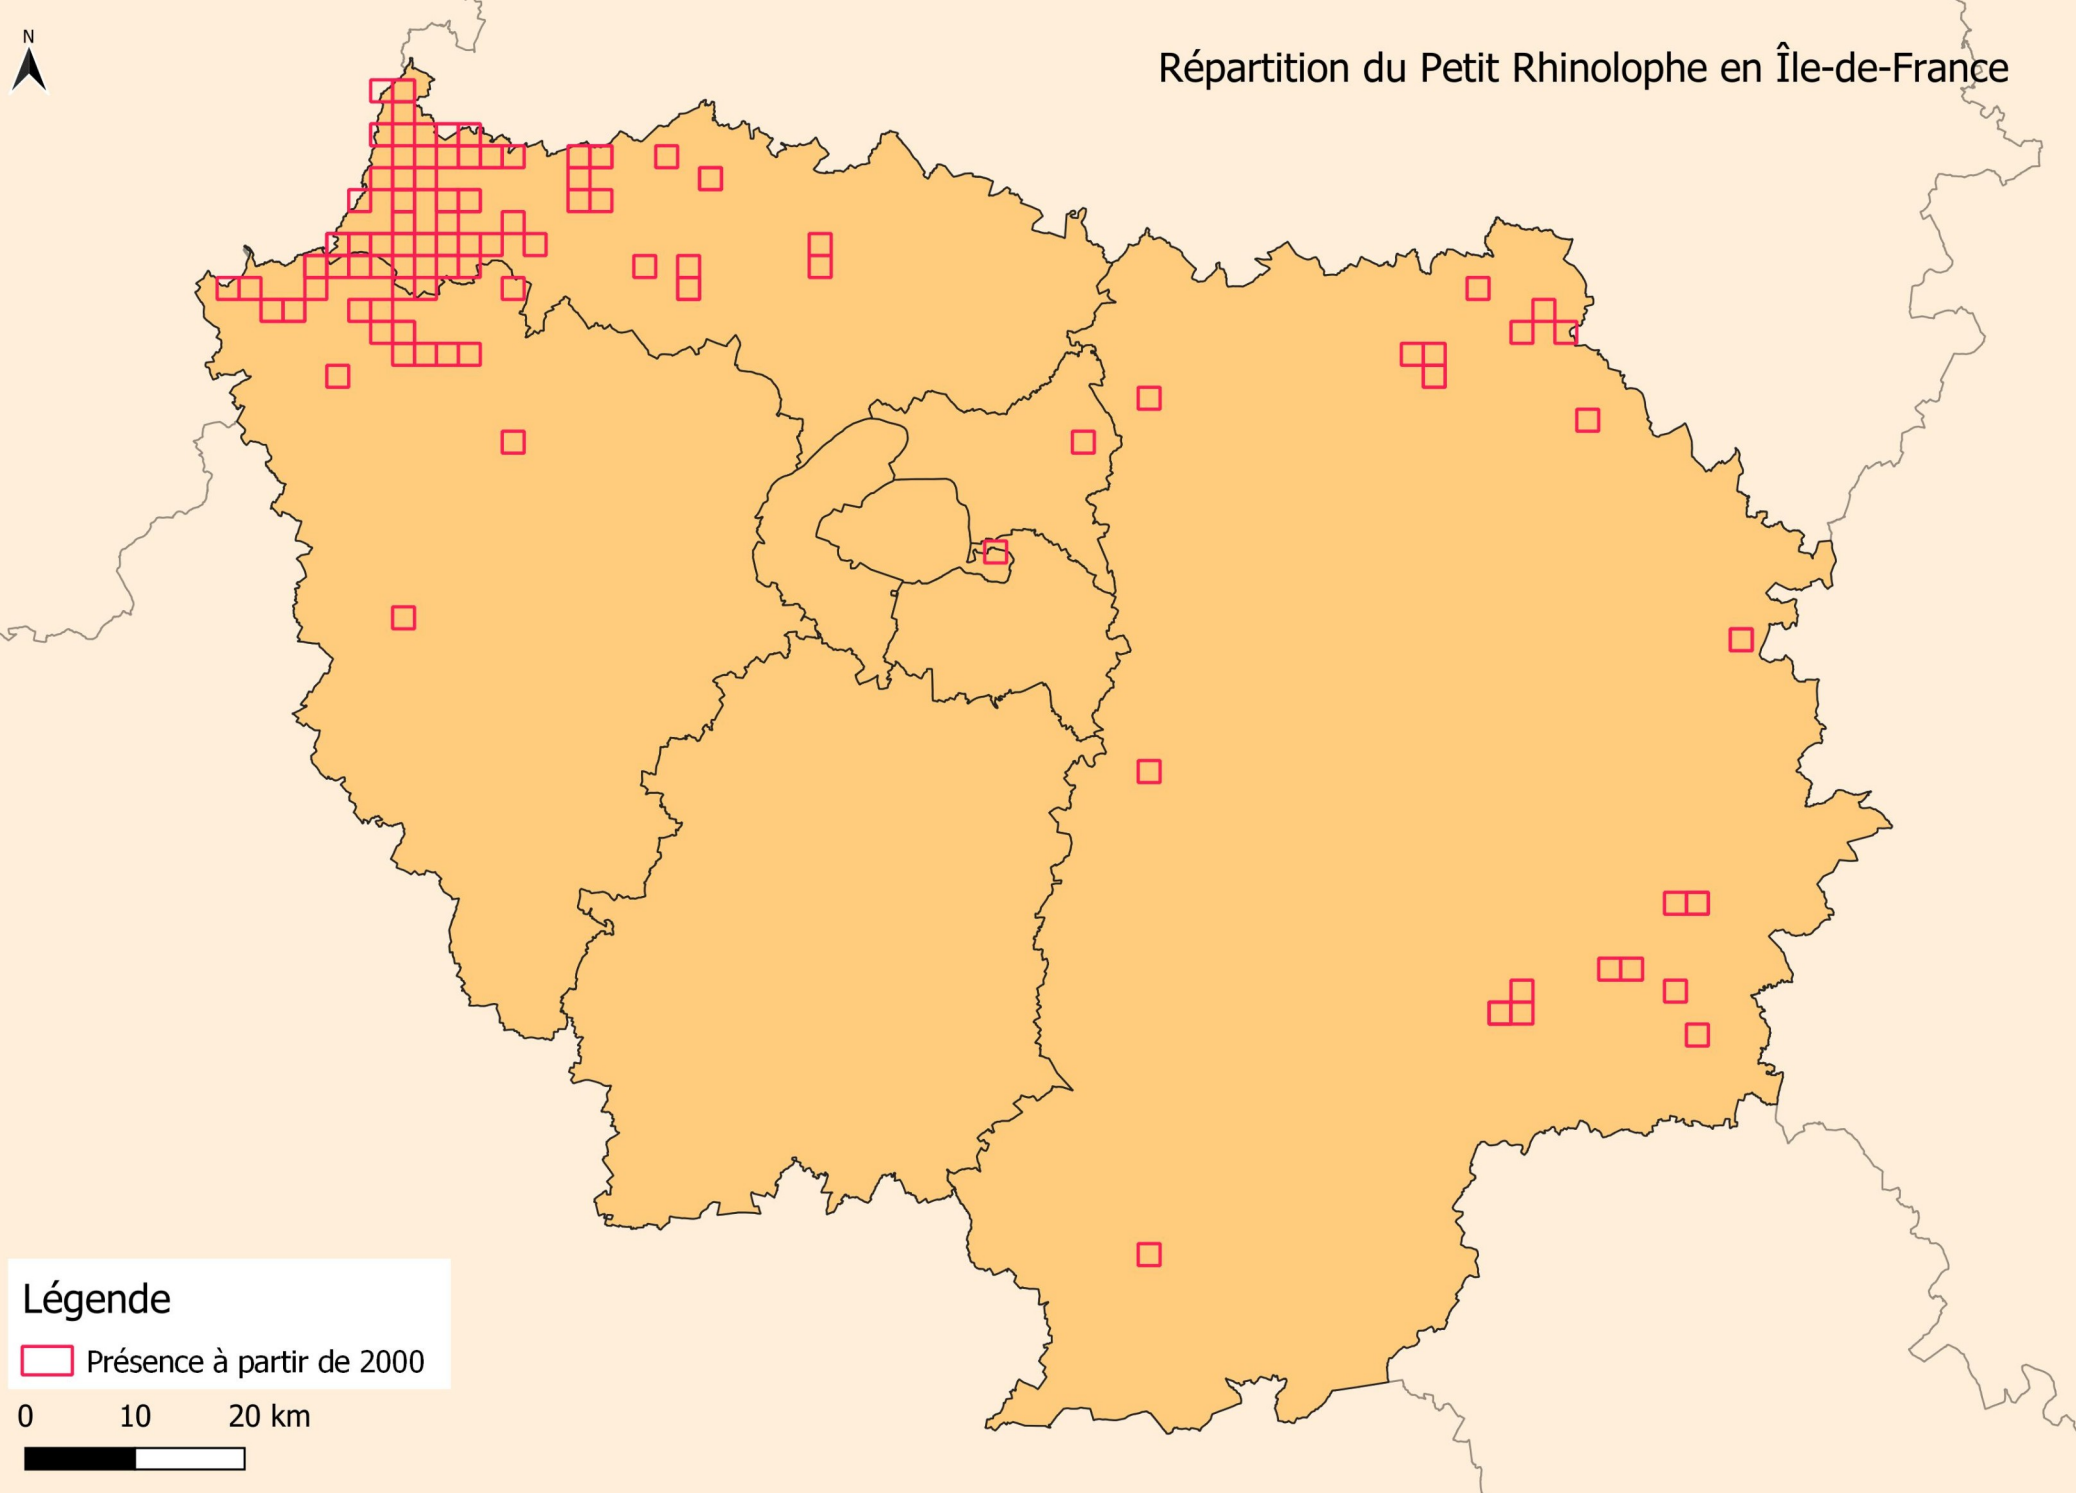 N
Répartition du Petit Rhinolophe en Île-de-France
Légende
Présence à partir de 2000
0 10 20 km